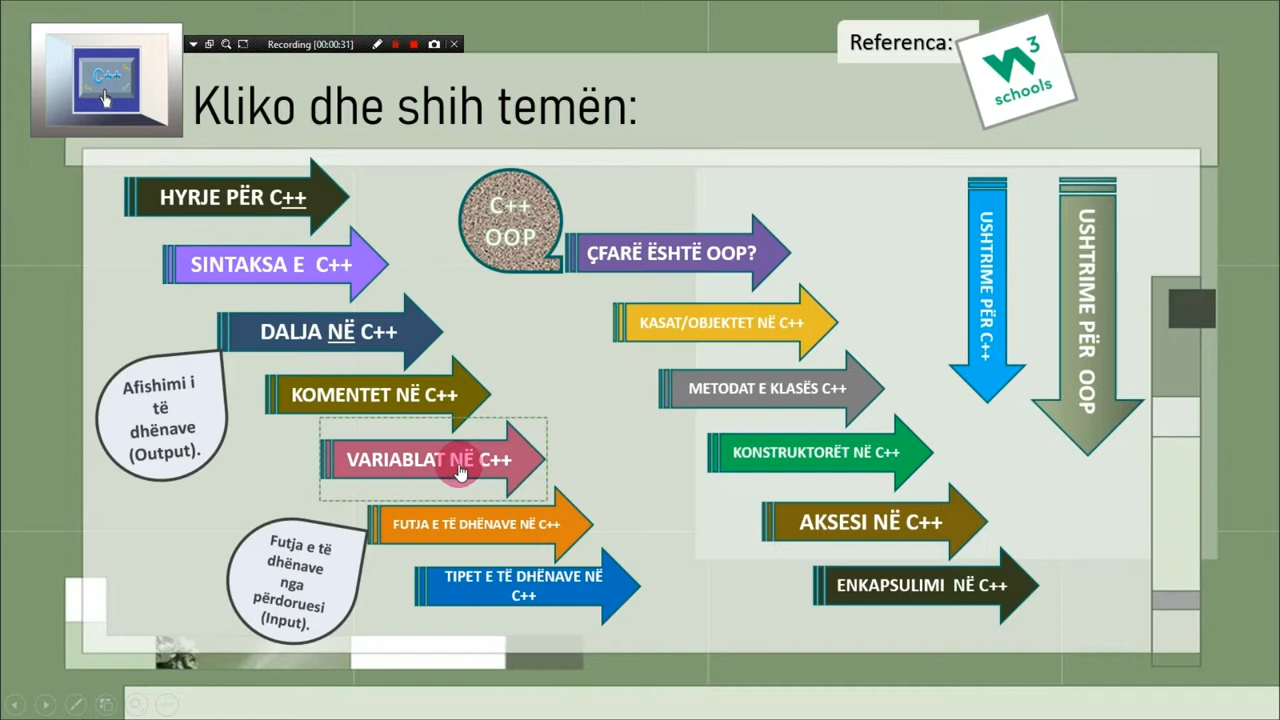 Recording [00:00:31]
Referenca:
W3
schools
C++
Kliko dhe shih temën:
HYRJE PËR C++
SINTAKSA E  C++
DALJA NË C++
KOMENTET NË C++
VARIABLAT NË C++
FUTJA E TË DHËNAVE NË C++
TIPET E TË DHËNAVE NË
C++
Afishimi i
të
dhënave
(Output).
Futja e të
dhënave
nga
përdoruesi
(Input).
C++
OOP
ÇFARË ËSHTË OOP?
KASAT/OBJEKTET NË C++
METODAT E KLASËS C++
KONSTRUKTORËT NË C++
AKSESI NË C++
ENKAPSULIMI  NË C++
USHTRIME PËR C++
USHTRIME PËR  OOP